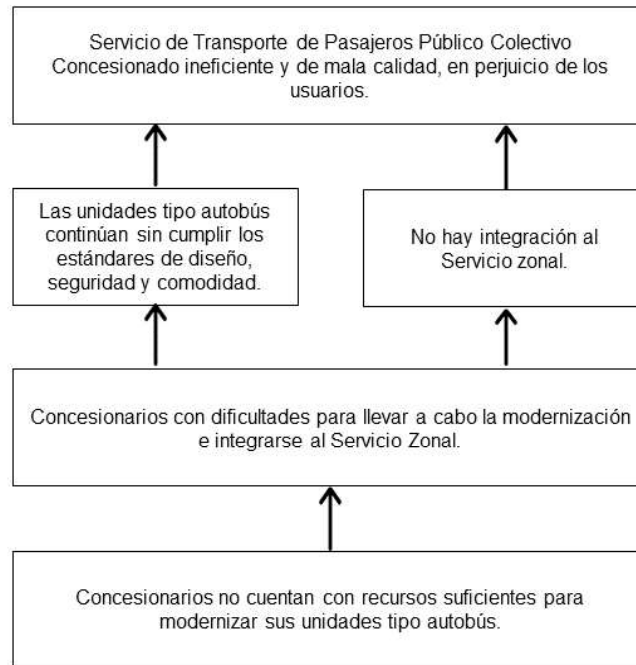 Servicio de Transporte de Pasajeros Público Colectivo
Concesionado ineficiente y de mala calidad, en perjuicio de los
usuarios.
Las unidades tipo autobús
continúan sin cumplir los
estándares de diseño,
seguridad y comodidad.
No hay integración al
Servicio zonal.
Concesionarios con dificultades para llevar a cabo la modernización
e integrarse al Servicio Zonal.
Concesionarios no cuentan con recursos suficientes para
modernizar sus unidades tipo autobús.